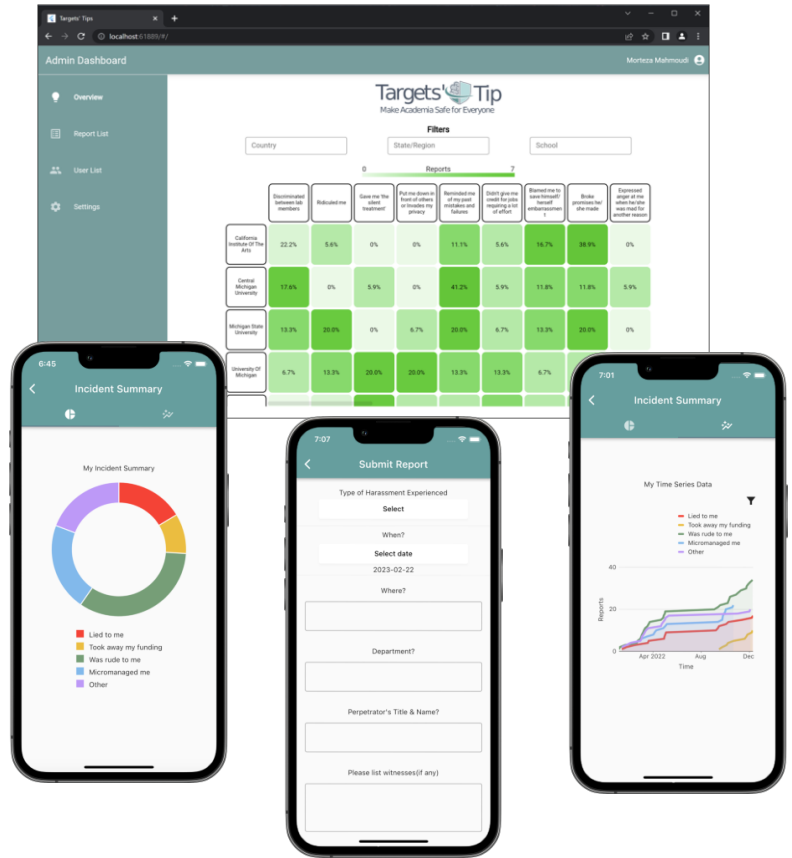 Targets' Tips
localhost:61889/#/
Admin Dashboard
Morteza Mahmoudi
Overview
Report List
User List
Settings
Targets' Tip
Make Academia Safe for Everyone
Filters
Country
State/Region
School
0 Reports 7
Discriminated
between lab
members
Ridiculed me
Gave me 'the
silent
treatment'
Put me down in
front of others
or invades my
privacy
Reminded me
of my past
mistakes and
failures
Didn't give me
credit for jobs
requiring a lot
of effort
Blamed me to
save himself/
herself
embarrassmen
t
Broke
promises he/
she made
Expressed
anger at me
when he/she
was mad for
another reason
California
Institute Of The
Arts
22.2% 5.6% 0% 0% 11.1% 5.6% 16.7% 38.9% 0%
Central
Michigan
University
17.6% 0% 5.9% 0% 41.2% 5.9% 11.8% 11.8% 5.9%
Michigan State
University
13.3% 20.0% 0% 6.7% 20.0% 6.7% 13.3% 20.0% 0%
University Of
Michigan
6.7% 13.3% 20.0% 20.0% 13.3% 13.3% 6.7%
6:45
Incident Summary
My Incident Summary
Lied to me
Took away my funding
Was rude to me
Micromanaged me
Other
7:07
Submit Report
Type of Harassment Experienced
Select
When?
Select date
2023-02-22
Where?
Department?
Perpetrator's Title & Name?
Please list witnesses(if any)
7:01
Incident Summary
My Time Series Data
Lied to me
Took away my funding
Was rude to me
Micromanaged me
Other
40
20
0
Reports
Apr 2022 Aug Dec
Time